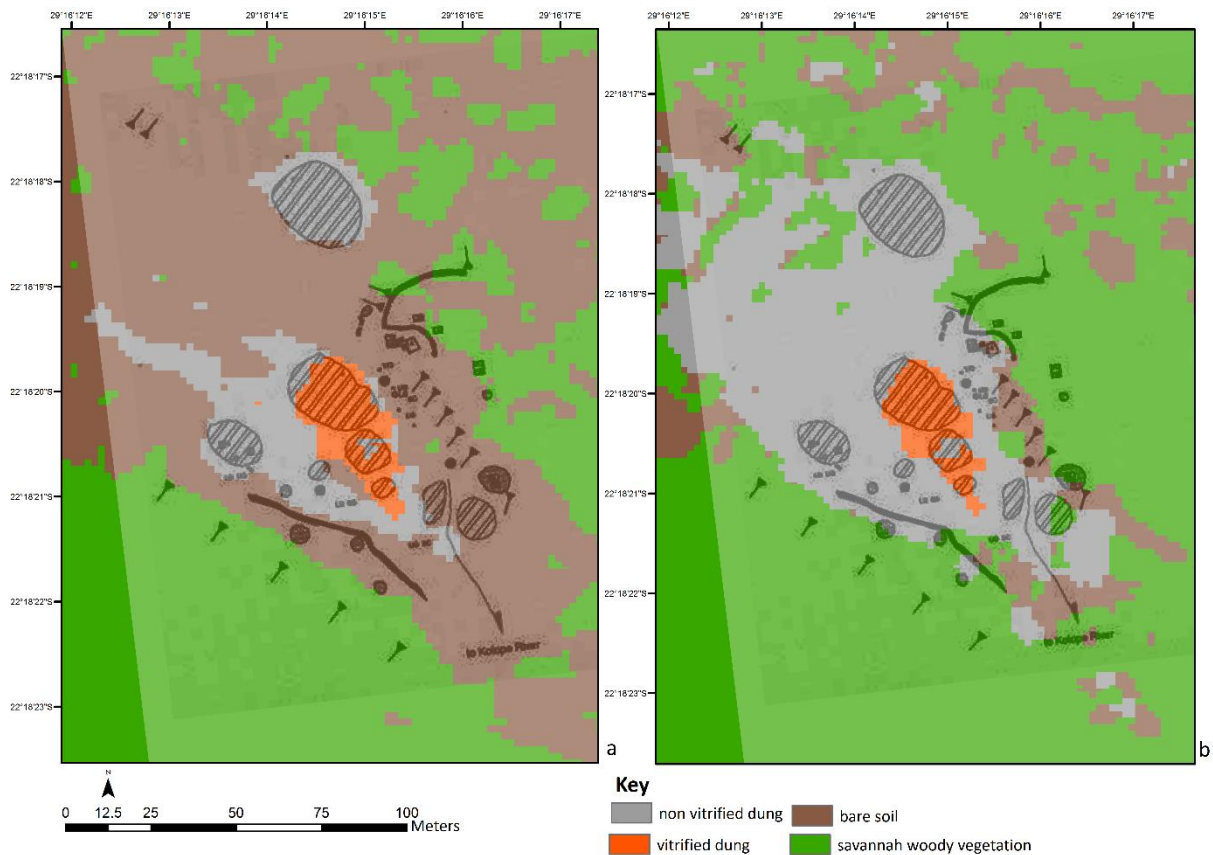 29°16'12"E 29°16'13"E 29°16'14"E 29°16'15"E 29°16'16"E 29°16'17"E
29°16'12"E 29°16'13"E 29°16'14"E 29°16'15"E 29°16'16"E 29°16'17"E
22°18'17"S
22°18'18"S
22°18'19"S
22°18'20"S
22°18'21"S
22°18'22"S
22°18'23"S
to Kolope River
a
22°18'17"S
22°18'18"S
22°18'19"S
22°18'20"S
22°18'21"S
22°18'22"S
22°18'23"S
to Kolope River
b
N
0 12.5 25 50 75 100
Meters
Key
non vitrified dung
bare soil
vitrified dung
savannah woody vegetation